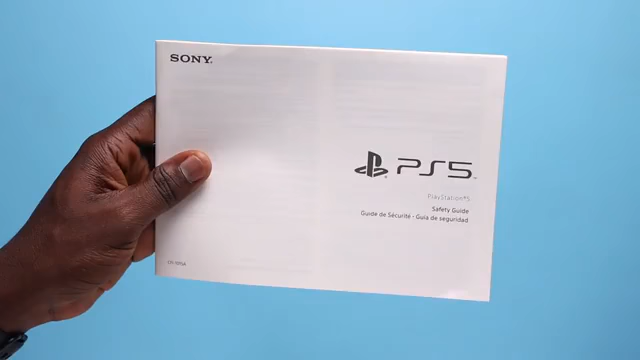 SONY
PS5
PlayStation®5
Safety Guide
Guide de Sécurité - Guía de seguridad